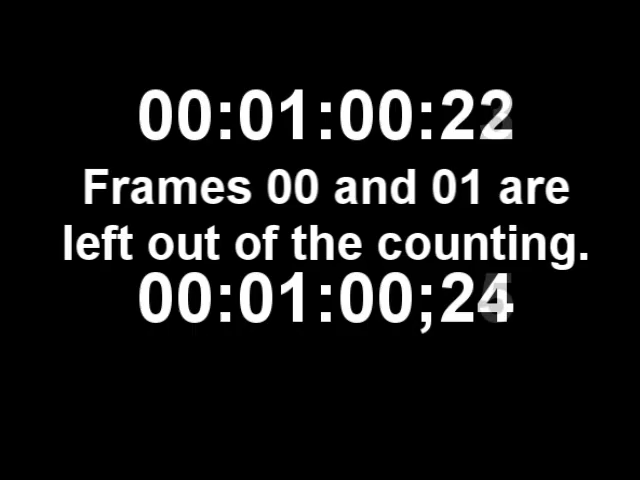 00:01:00:22
Frames 00 and 01 are
left out of the counting.
00:01:00;24